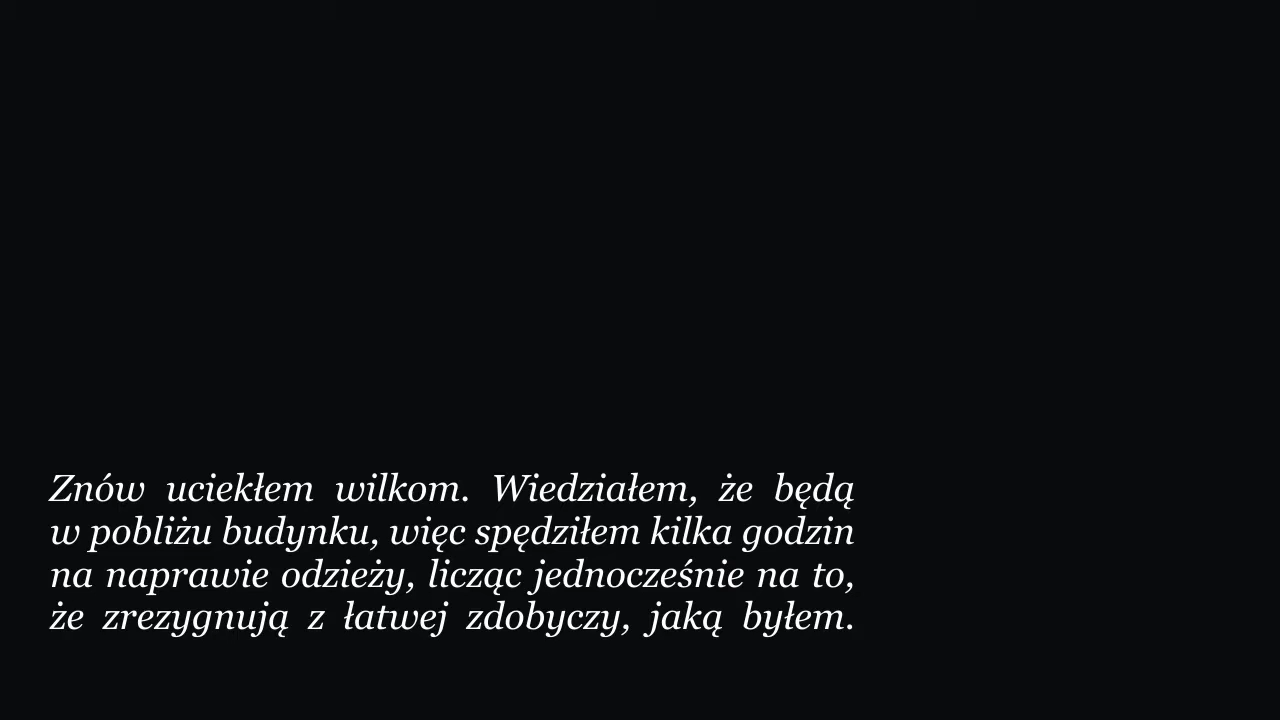 Znów uciekłem wilkom. Wiedziałem, że będą
w pobliżu budynku, więc spędziłem kilka godzin
na naprawie odzieży, licząc jednocześnie na to,
że zrezygnują z łatwej zdobyczy, jaką byłem.